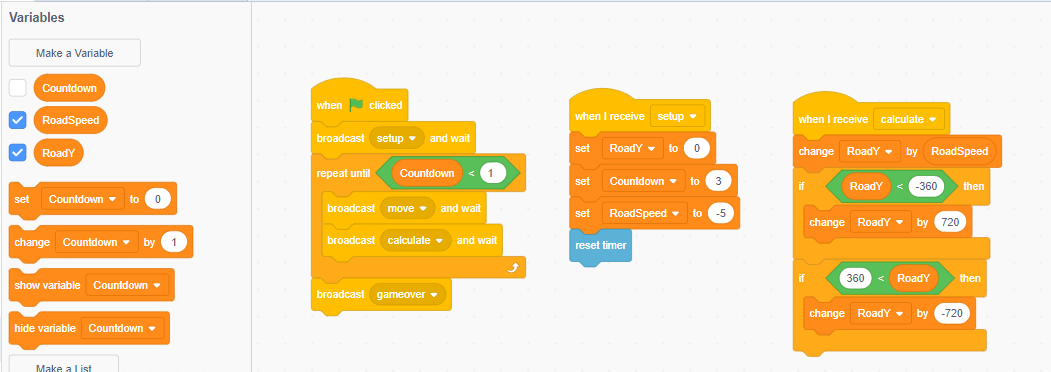 Variables
Make a Variable
Countdown
RoadSpeed
RoadY
set Countdown to 0
change Countdown by 1
show variable Countdown
hide variable Countdown
Make a List
when clicked
broadcast setup and wait
repeat until Countdown < 1
broadcast move and wait
broadcast calculate and wait
broadcast gameover
when I receive setup
set RoadY to 0
set Countdown to 3
set RoadSpeed to -5
reset timer
when I receive calculate
change RoadY by RoadSpeed
if RoadY < -360 then
change RoadY by 720
if 360 < RoadY then
change RoadY by -720